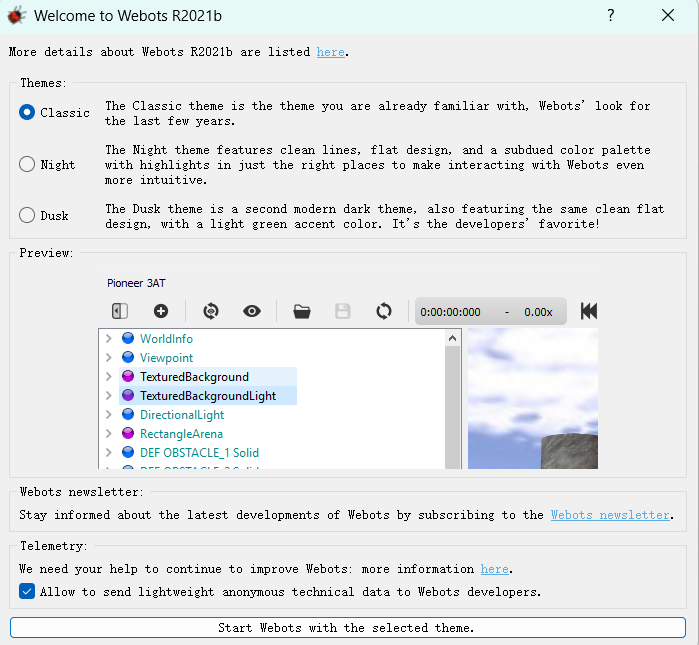 Welcome to Webots R2021b
More details about Webots R2021b are listed here.
Themes:
Classic
The Classic theme is the theme you are already familiar with, Webots' look for
the last few years.
Night
The Night theme features clean lines, flat design, and a subdued color palette
with highlights in just the right places to make interacting with Webots even
more intuitive.
Dusk
The Dusk theme is a second modern dark theme, also featuring the same clean flat
design, with a light green accent color. It's the developers' favorite!
Preview:
Pioneer 3AT
0:00:00:000 - 0.00x
WorldInfo
Viewpoint
TexturedBackground
TexturedBackgroundLight
DirectionalLight
RectangleArena
DEF OBSTACLE_1 Solid
Webots newsletter:
Stay informed about the latest developments of Webots by subscribing to the Webots newsletter.
Telemetry:
We need your help to continue to improve Webots: more information here.
Allow to send lightweight anonymous technical data to Webots developers.
Start Webots with the selected theme.